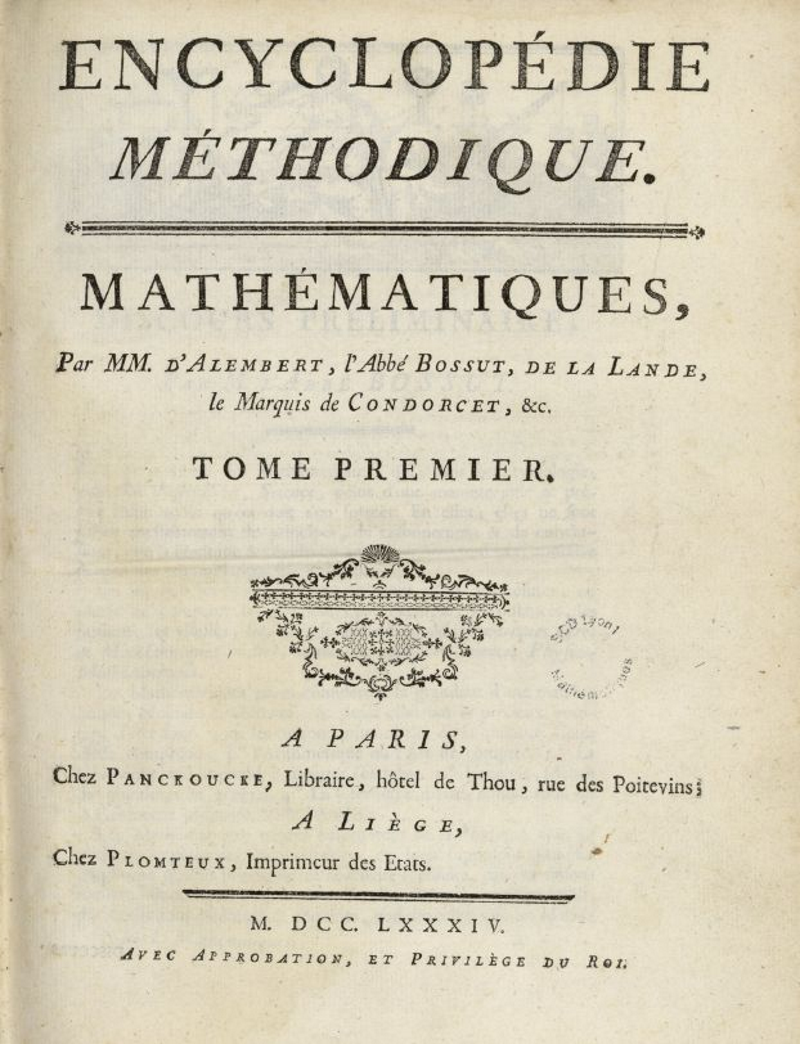 ENCYCLOPÉDIE
MÉTHODIQUE.
MATHÉMATIQUES,
Par MM. D'ALEMBERT, l'Abbé BOSSUT, DE LA LANDE,
le Marquis de CONDORCET, &c.
TOME PREMIER.
A PARIS,
Chez PANCKOUCKE, Libraire, hôtel de Thou, rue des Poitevins;
A LIÈGE,
Chez PLOMTEUX, Imprimeur des Etats.
M. DCC. LXXXIV.
AVEC APPROBATION, ET PRIVILÈGE DU ROI.